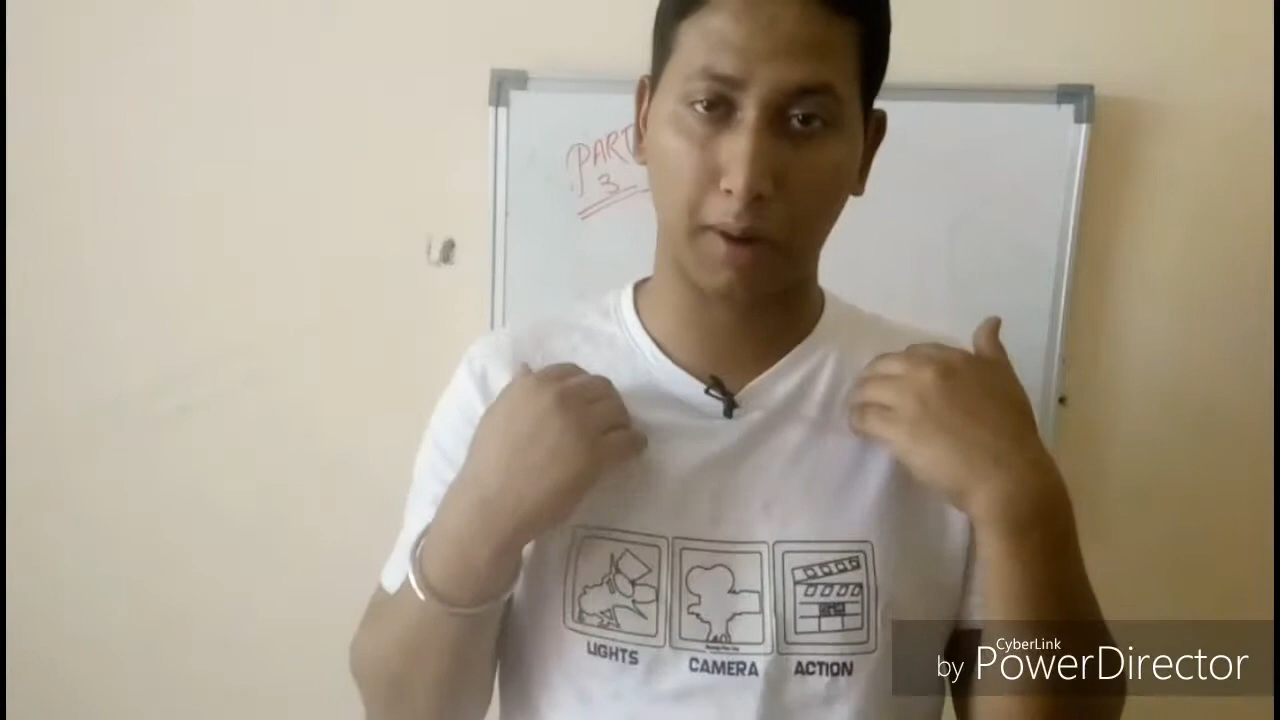 PART
3
LIGHTS
CAMERA
ACTION
CyberLink
by PowerDirector